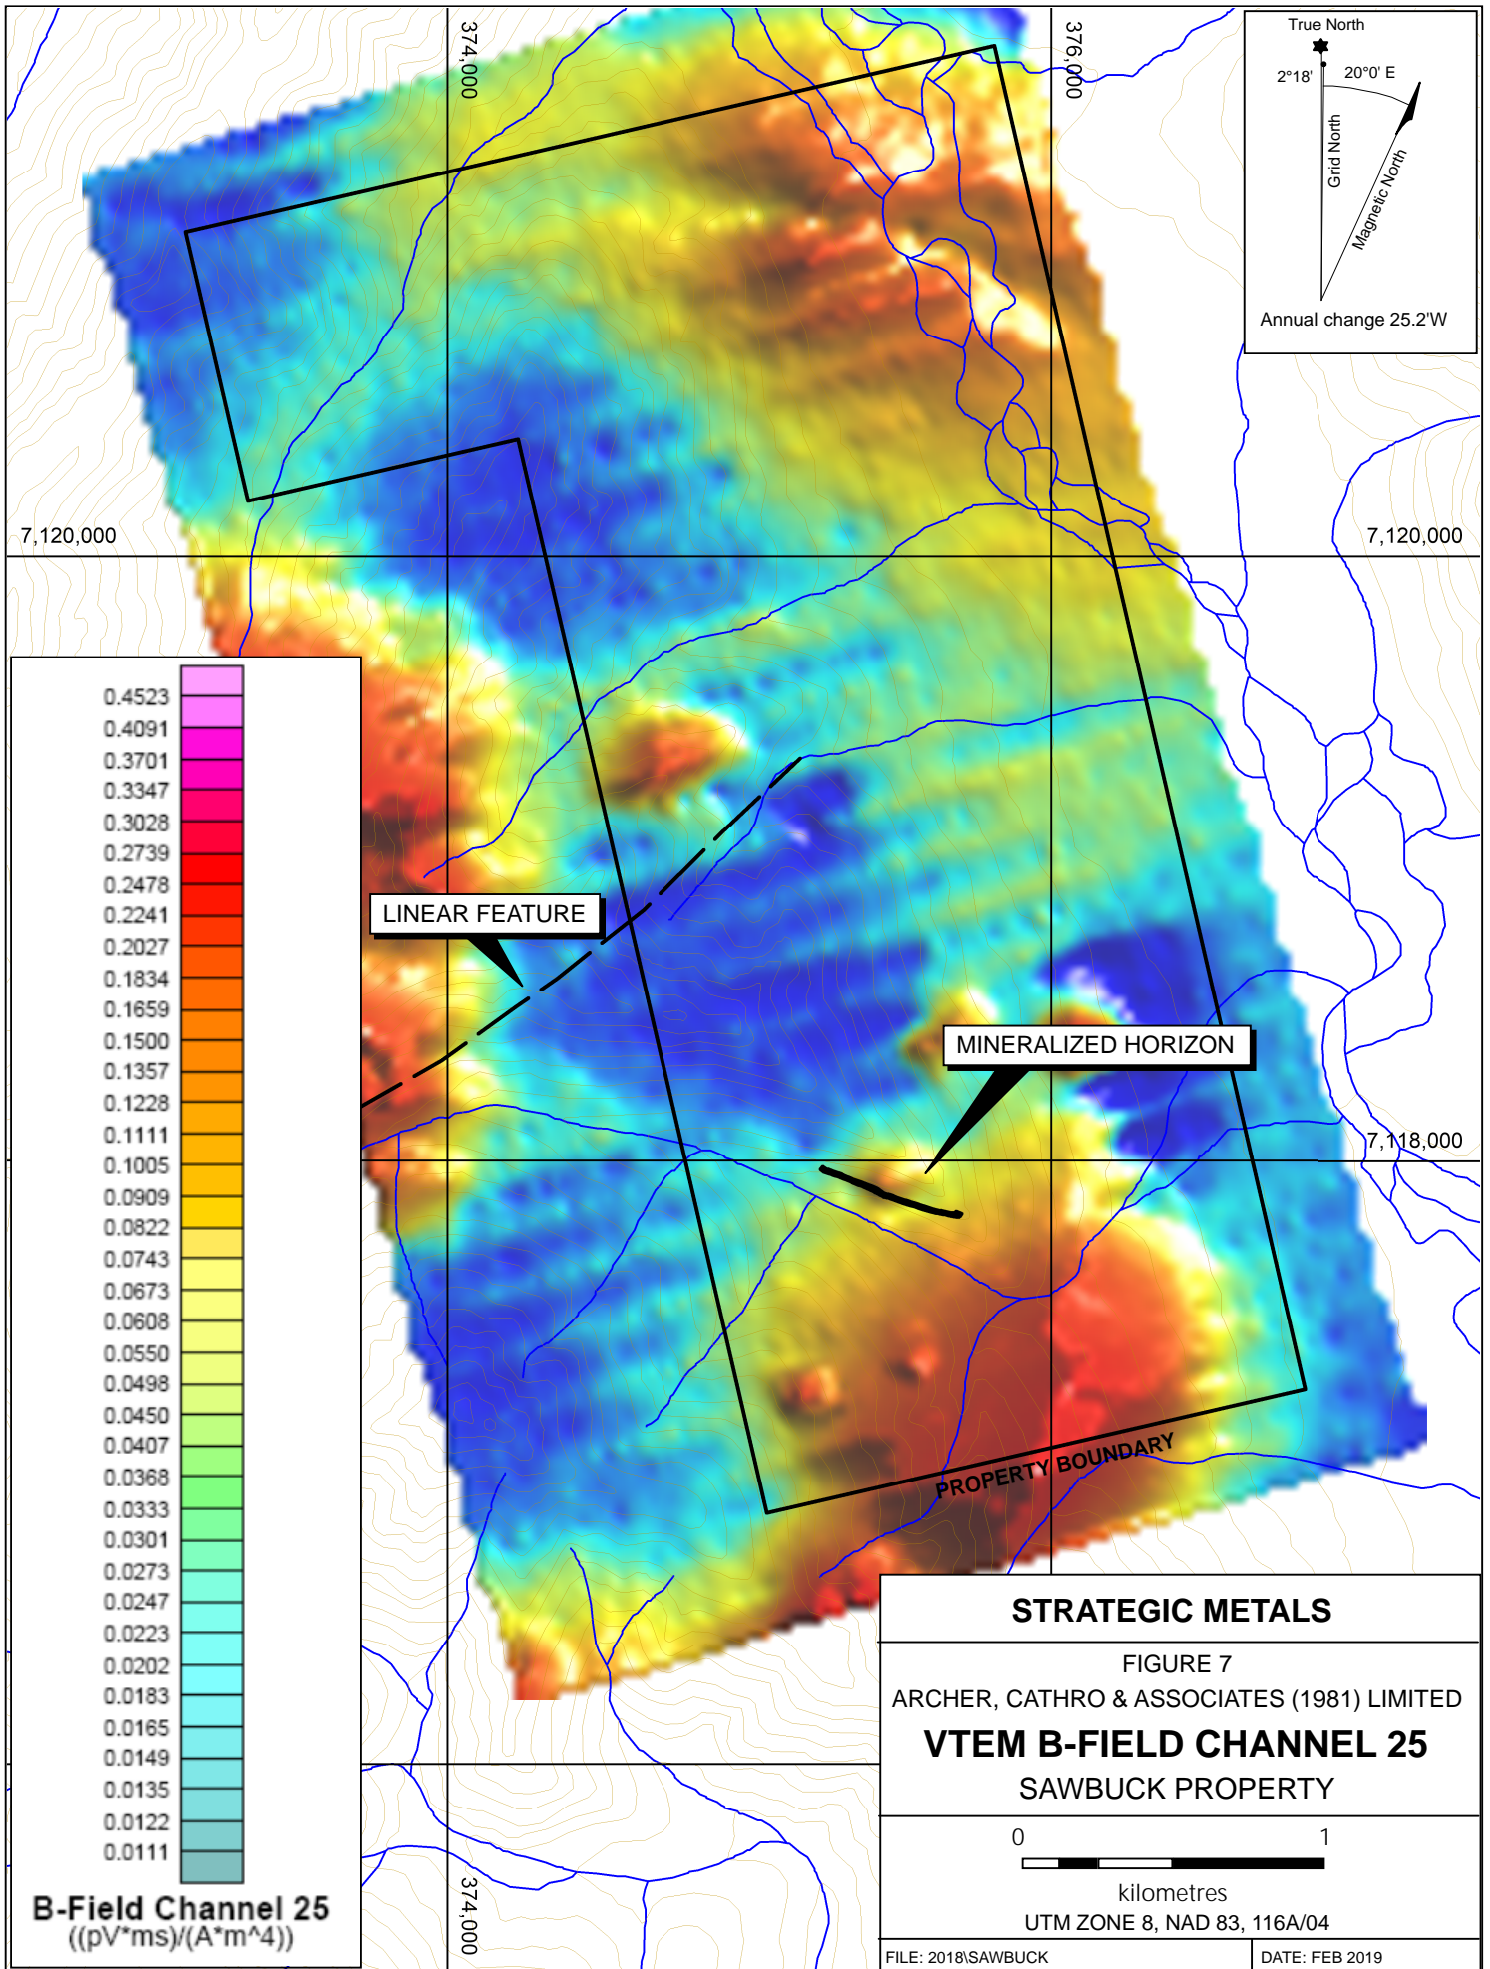 374,000
376,000
True North
2°18'
20°0' E
Grid North
Magnetic North
Annual change 25.2'W
7,120,000
7,120,000
0.4523
0.4091
0.3701
0.3347
0.3028
0.2739
0.2478
0.2241
0.2027
0.1834
0.1659
0.1500
0.1357
0.1228
0.1111
0.1005
0.0909
0.0822
0.0743
0.0673
0.0608
0.0550
0.0498
0.0450
0.0407
0.0368
0.0333
0.0301
0.0273
0.0247
0.0223
0.0202
0.0183
0.0165
0.0149
0.0135
0.0122
0.0111
B-Field Channel 25
((pV*ms)/(A*m^4))
LINEAR FEATURE
MINERALIZED HORIZON
7,118,000
PROPERTY BOUNDARY
374,000
STRATEGIC METALS
FIGURE 7
ARCHER, CATHRO & ASSOCIATES (1981) LIMITED
VTEM B-FIELD CHANNEL 25
SAWBUCK PROPERTY
0 1
kilometres
UTM ZONE 8, NAD 83, 116A/04
FILE: 2018\SAWBUCK
DATE: FEB 2019